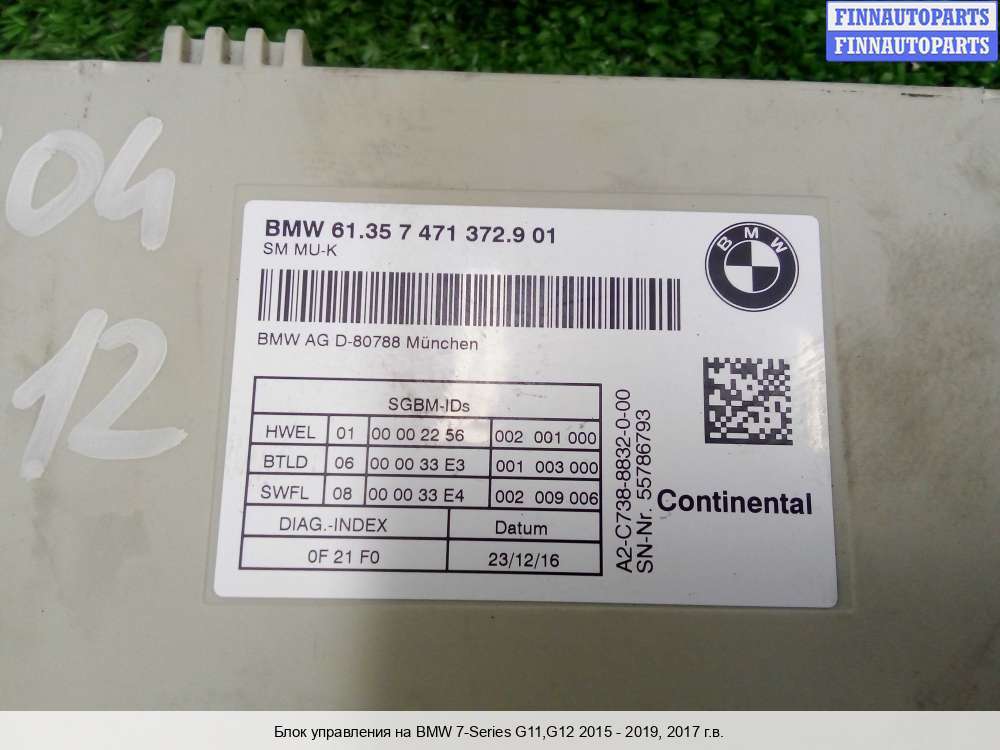 FINNAUTOPARTS
FINNAUTOPARTS
04
12
BMW 61.35 7 471 372.9 01
SM MU-K
BMW
BMW AG D-80788 München
SGBM-IDs
HWEL 01 00 00 22 56 002 001 000
BTLD 06 00 00 33 E3 001 003 000
SWFL 08 00 00 33 E4 002 009 006
DIAG.-INDEX Datum
0F 21 F0 23/12/16
A2-C738-8832-0-00
SN-Nr. 55786793
Continental
Блок управления на BMW 7-Series G11,G12 2015 - 2019, 2017 г.в.